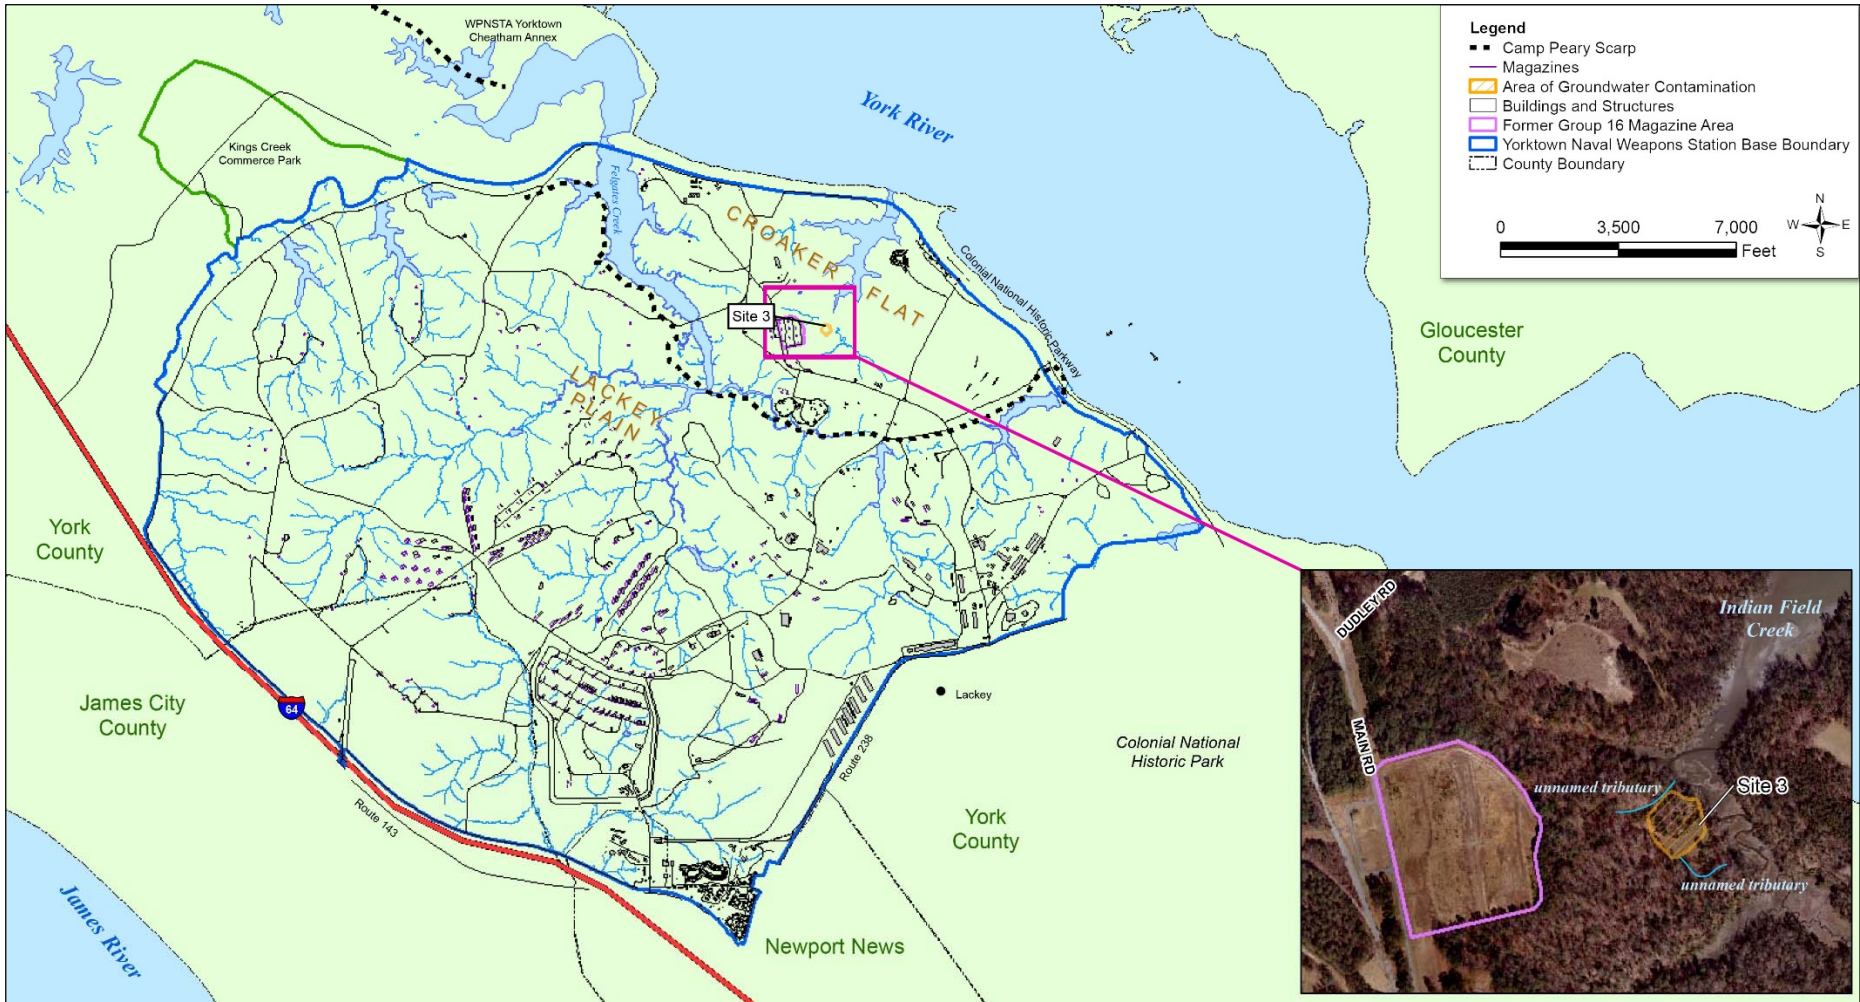 WPNSTA Yorktown
Cheatham Annex
York River
Kings Creek
Commerce Park
Felgates Creek
CROAKER FLAT
Colonial National Historic Parkway
Site 3
LACKEY
PLAIN
Gloucester
County
York
County
James City
County
64
Route 143
Route 238
Lackey
Colonial National
Historic Park
York
County
Newport News
James River
Legend
Camp Peary Scarp
Magazines
Area of Groundwater Contamination
Buildings and Structures
Former Group 16 Magazine Area
Yorktown Naval Weapons Station Base Boundary
County Boundary
0 3,500 7,000
Feet
N
W E
S
DUDLEY RD
MAIN RD
Indian Field
Creek
unnamed tributary
Site 3
unnamed tributary